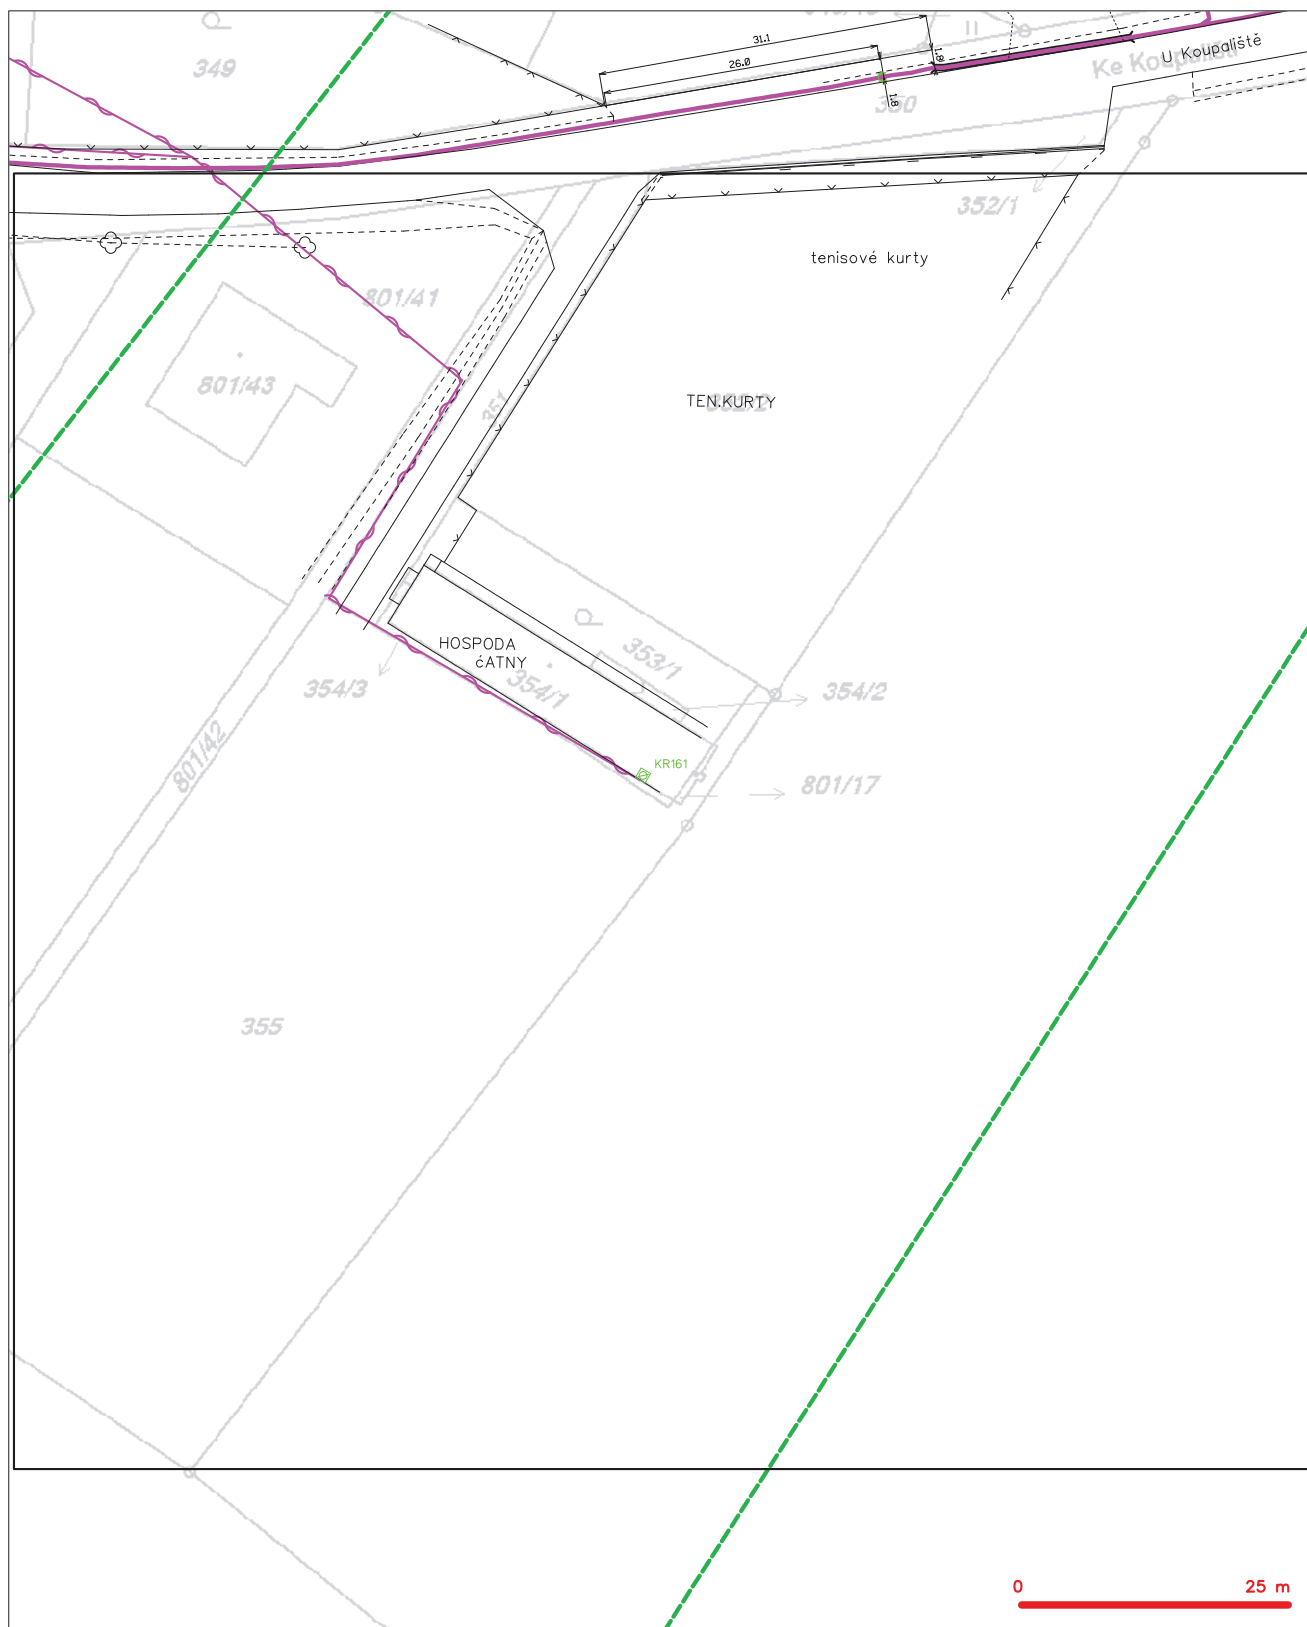 31.1
26.0
1.8
1.8
349
350
Ke Koupališti
U Koupaliště
352/1
tenisové kurty
801/41
801/43
351
TEN.KURTY
HOSPODA
ćATNY
353/1
354/1
354/3
354/2
801/42
KR161
801/17
355
0
25 m